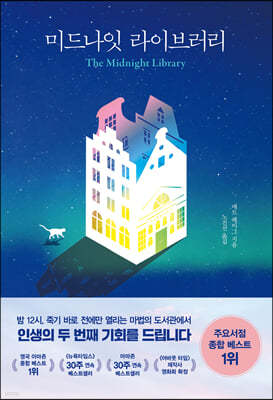 미드나잇 라이브러리
The Midnight Library
매트 헤이그 지음
노진선 옮김
밤 12시, 죽기 바로 전에만 열리는 마법의 도서관에서
인생의 두 번째 기회를 드립니다
영국 아마존
종합 베스트
1위
《뉴욕타임스》
30주 연속
베스트셀러
아마존
30주 연속
베스트셀러
《어바웃 타임》
제작사
영화화 확정
주요서점
종합 베스트
1위